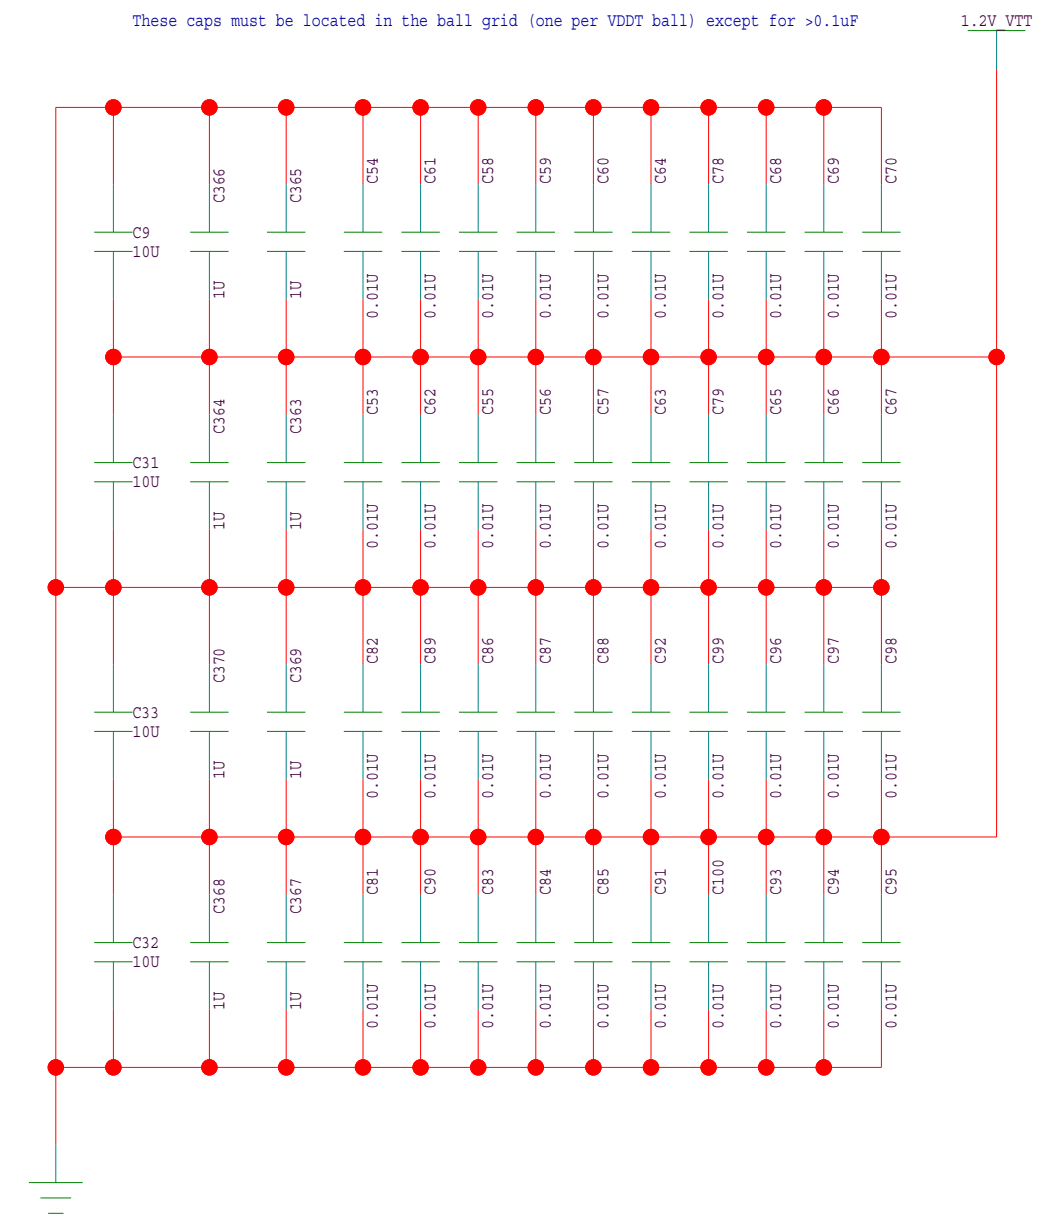 These caps must be located in the ball grid (one per VDDT ball) except for >0.1uF
1.2V_VTT
C366
C365
C54
C61
C58
C59
C60
C64
C78
C68
C69
C70
C9
10U
1U
1U
0.01U
0.01U
0.01U
0.01U
0.01U
0.01U
0.01U
0.01U
0.01U
0.01U
C364
C363
C53
C62
C55
C56
C57
C63
C79
C65
C66
C67
C31
10U
1U
1U
0.01U
0.01U
0.01U
0.01U
0.01U
0.01U
0.01U
0.01U
0.01U
0.01U
C370
C369
C82
C89
C86
C87
C88
C92
C99
C96
C97
C98
C33
10U
1U
1U
0.01U
0.01U
0.01U
0.01U
0.01U
0.01U
0.01U
0.01U
0.01U
0.01U
C368
C367
C81
C90
C83
C84
C85
C91
C100
C93
C94
C95
C32
10U
1U
1U
0.01U
0.01U
0.01U
0.01U
0.01U
0.01U
0.01U
0.01U
0.01U
0.01U